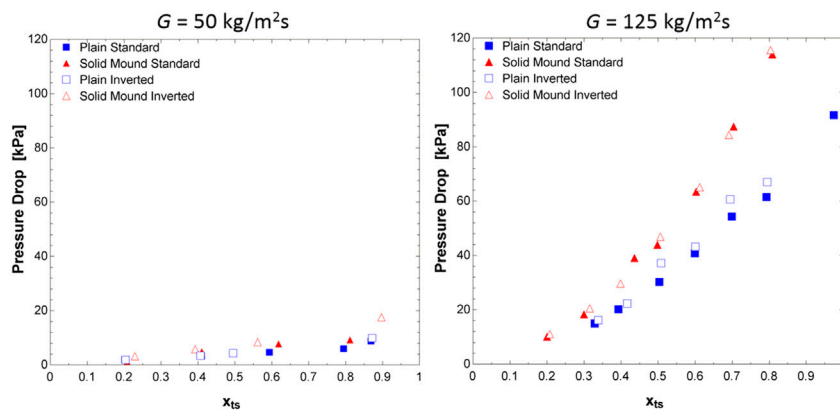 G = 50 kg/m²s
120
100
80
60
40
20
0
Pressure Drop [kPa]
Plain Standard
Solid Mound Standard
Plain Inverted
Solid Mound Inverted
0 0.1 0.2 0.3 0.4 0.5 0.6 0.7 0.8 0.9 1
xts
G = 125 kg/m²s
120
100
80
60
40
20
0
Pressure Drop [kPa]
Plain Standard
Solid Mound Standard
Plain Inverted
Solid Mound Inverted
0 0.1 0.2 0.3 0.4 0.5 0.6 0.7 0.8 0.9 1
xts